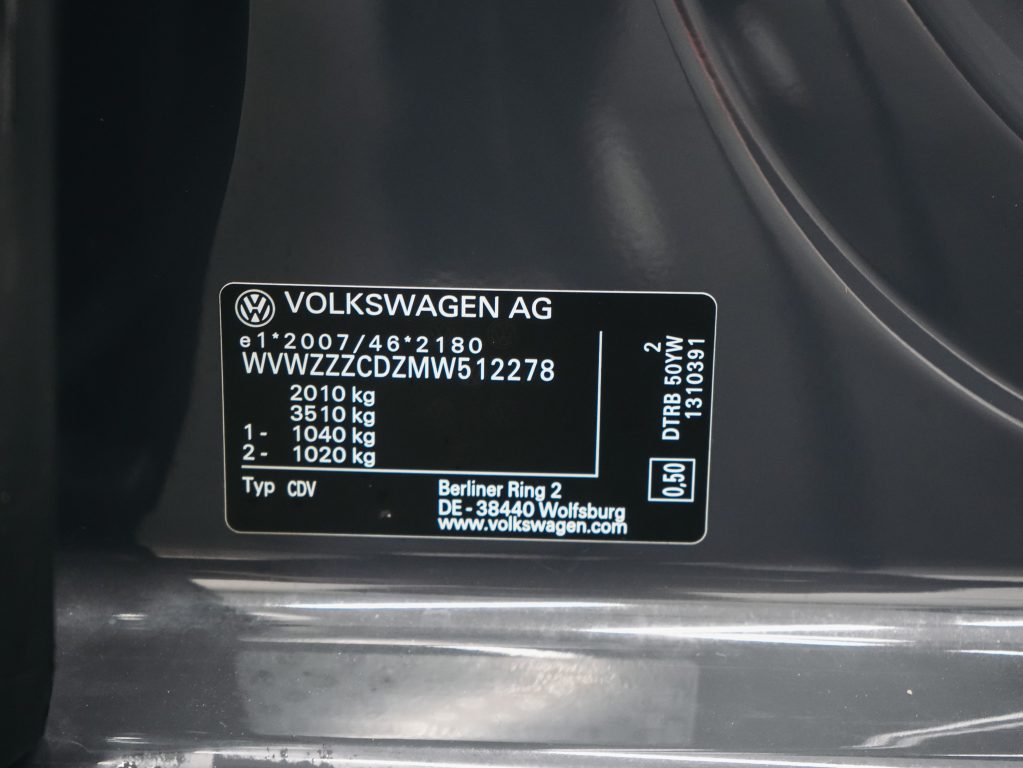 VOLKSWAGEN AG
e1*2007/46*2180
WVWZZZCDZMW512278
2010 kg
3510 kg
1- 1040 kg
2- 1020 kg
Typ CDV
Berliner Ring 2
DE-38440 Wolfsburg
www.volkswagen.com
2
DTRB 50YW
1310391
0,50